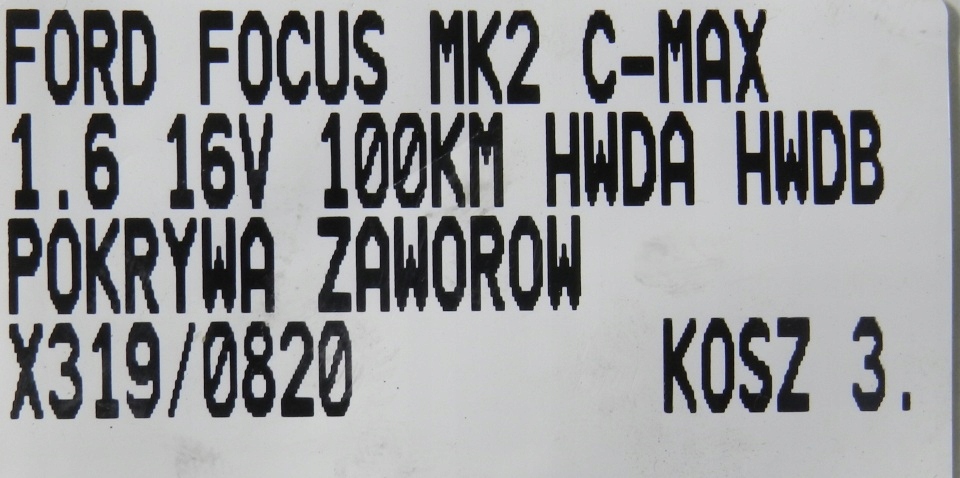 FORD FOCUS MK2 C-MAX
1.6 16V 100KM HWDA HWDB
POKRYWA ZAWOROW
X319/0820 KOSZ 3.